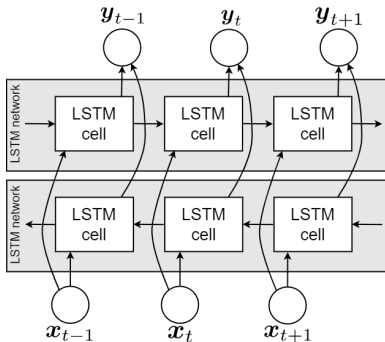 y_{t-1} y_t y_{t+1}
LSTM network
LSTM cell LSTM cell LSTM cell
LSTM network
LSTM cell LSTM cell LSTM cell
x_{t-1} x_t x_{t+1}